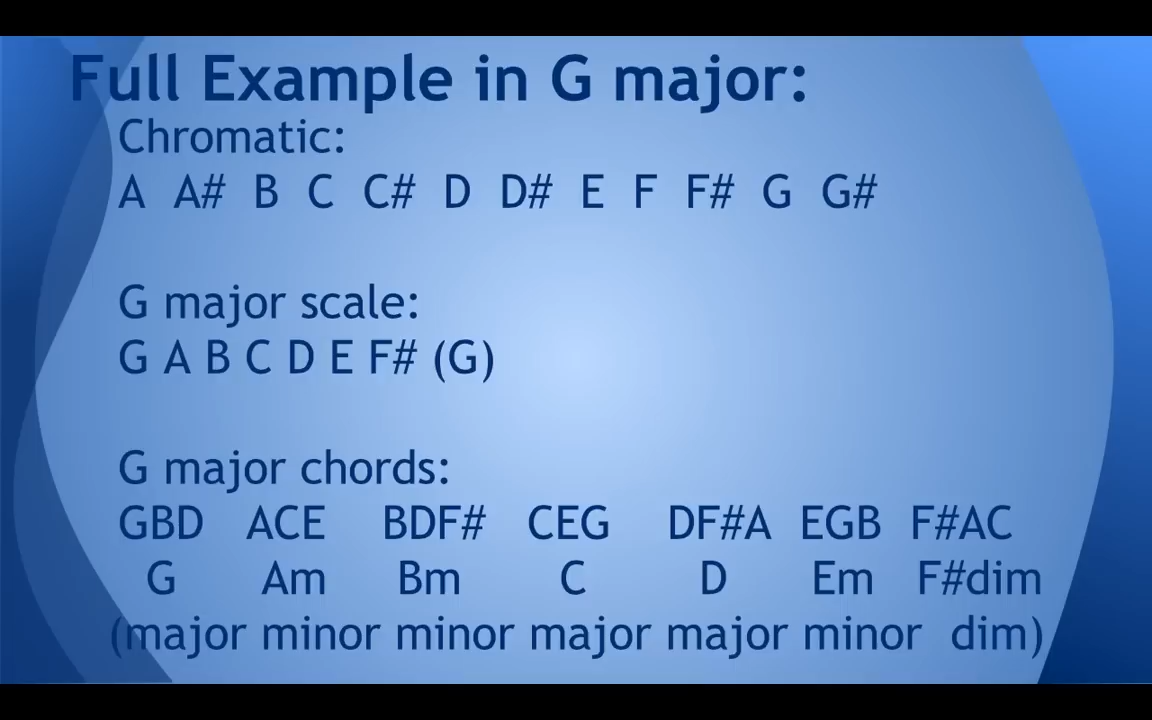 Full Example in G major:
Chromatic:
A A# B C C# D D# E F F# G G#
G major scale:
G A B C D E F# (G)
G major chords:
GBD ACE BDF# CEG DF#A EGB F#AC
G Am Bm C D Em F#dim
(major minor minor major major minor dim)